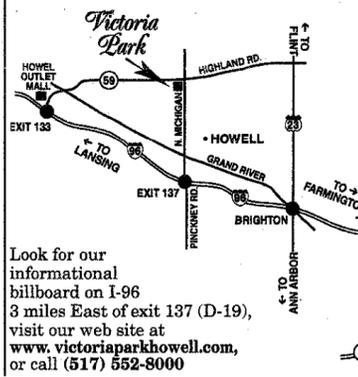 Victoria
Park
← TO
FLINT
HOWEL
OUTLET
MALL
59
HIGHLAND RD.
N. MICHIGAN
EXIT 133
• HOWELL
23
← TO
LANSING
96
GRAND RIVER
EXIT 137
96
TO →
FARMINGTO
BRIGHTON
PINCKNEY RD.
← TO
ANN ARBOR
Look for our
informational
billboard on I-96
3 miles East of exit 137 (D-19),
visit our web site at
www. victoriaparkhowell.com,
or call (517) 552-8000